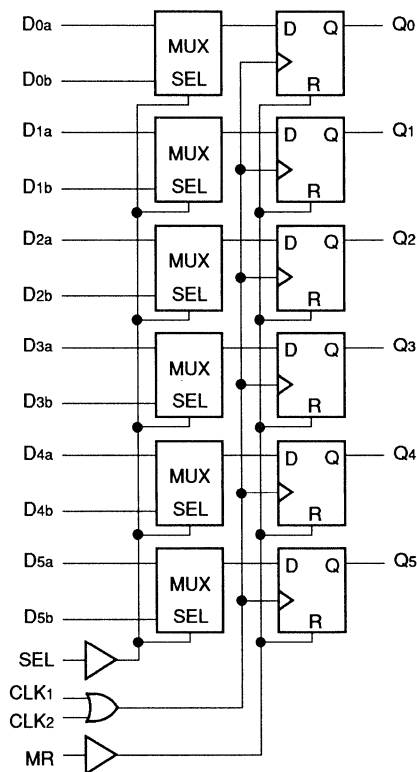 D0a D Q Q0
MUX
D0b SEL R
D1a D Q Q1
MUX
D1b SEL R
D2a D Q Q2
MUX
D2b SEL R
D3a D Q Q3
MUX
D3b SEL R
D4a D Q Q4
MUX
D4b SEL R
D5a D Q Q5
MUX
D5b SEL R
SEL
CLK1
CLK2
MR